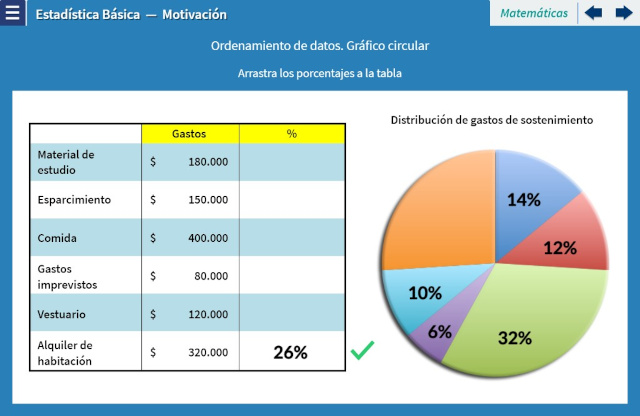 Estadística Básica — Motivación
Matemáticas
Ordenamiento de datos. Gráfico circular
Arrastra los porcentajes a la tabla
Gastos %
Material de
estudio
$ 180.000
Esparcimiento $ 150.000
Comida $ 400.000
Gastos
imprevistos
$ 80.000
Vestuario $ 120.000
Alquiler de
habitación
$ 320.000 26%
Distribución de gastos de sostenimiento
14%
12%
10%
6%
32%